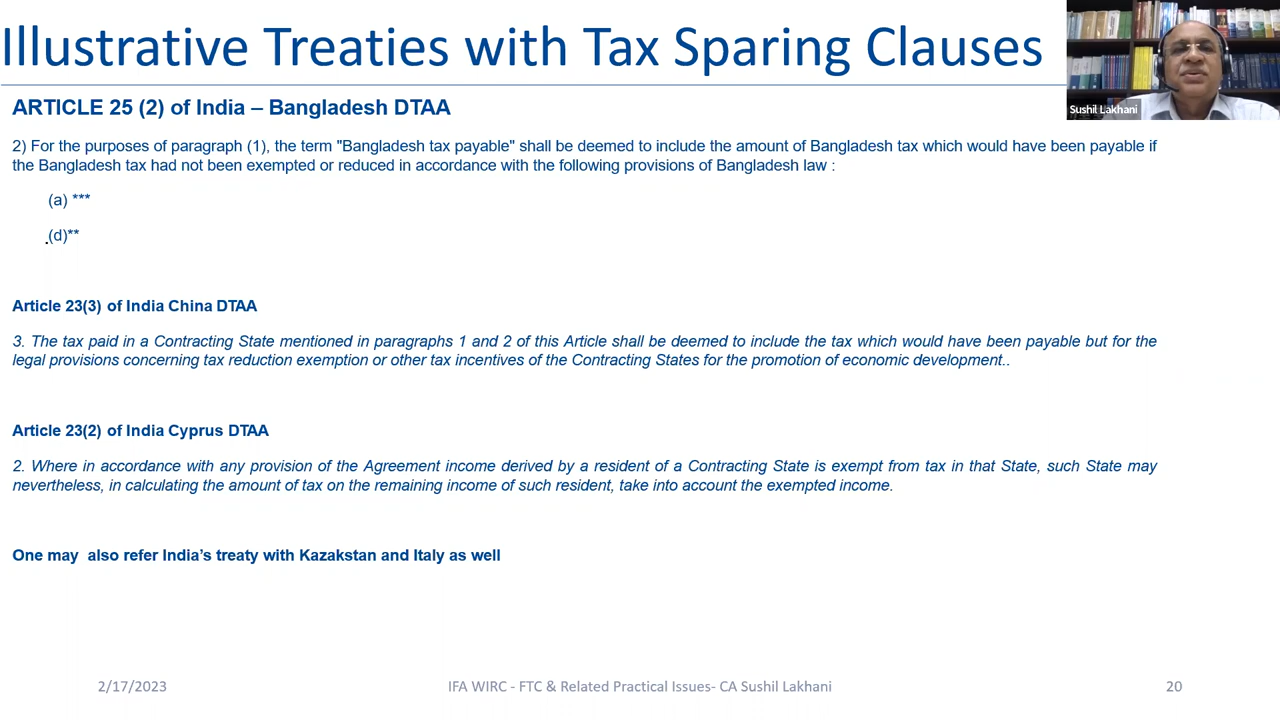 Illustrative Treaties with Tax Sparing Clauses
Sushil Lakhani
ARTICLE 25 (2) of India – Bangladesh DTAA
2) For the purposes of paragraph (1), the term "Bangladesh tax payable" shall be deemed to include the amount of Bangladesh tax which would have been payable if
the Bangladesh tax had not been exempted or reduced in accordance with the following provisions of Bangladesh law :
(a) ***
(d)**
Article 23(3) of India China DTAA
3. The tax paid in a Contracting State mentioned in paragraphs 1 and 2 of this Article shall be deemed to include the tax which would have been payable but for the
legal provisions concerning tax reduction exemption or other tax incentives of the Contracting States for the promotion of economic development..
Article 23(2) of India Cyprus DTAA
2. Where in accordance with any provision of the Agreement income derived by a resident of a Contracting State is exempt from tax in that State, such State may
nevertheless, in calculating the amount of tax on the remaining income of such resident, take into account the exempted income.
One may also refer India’s treaty with Kazakstan and Italy as well
2/17/2023
IFA WIRC - FTC & Related Practical Issues- CA Sushil Lakhani
20